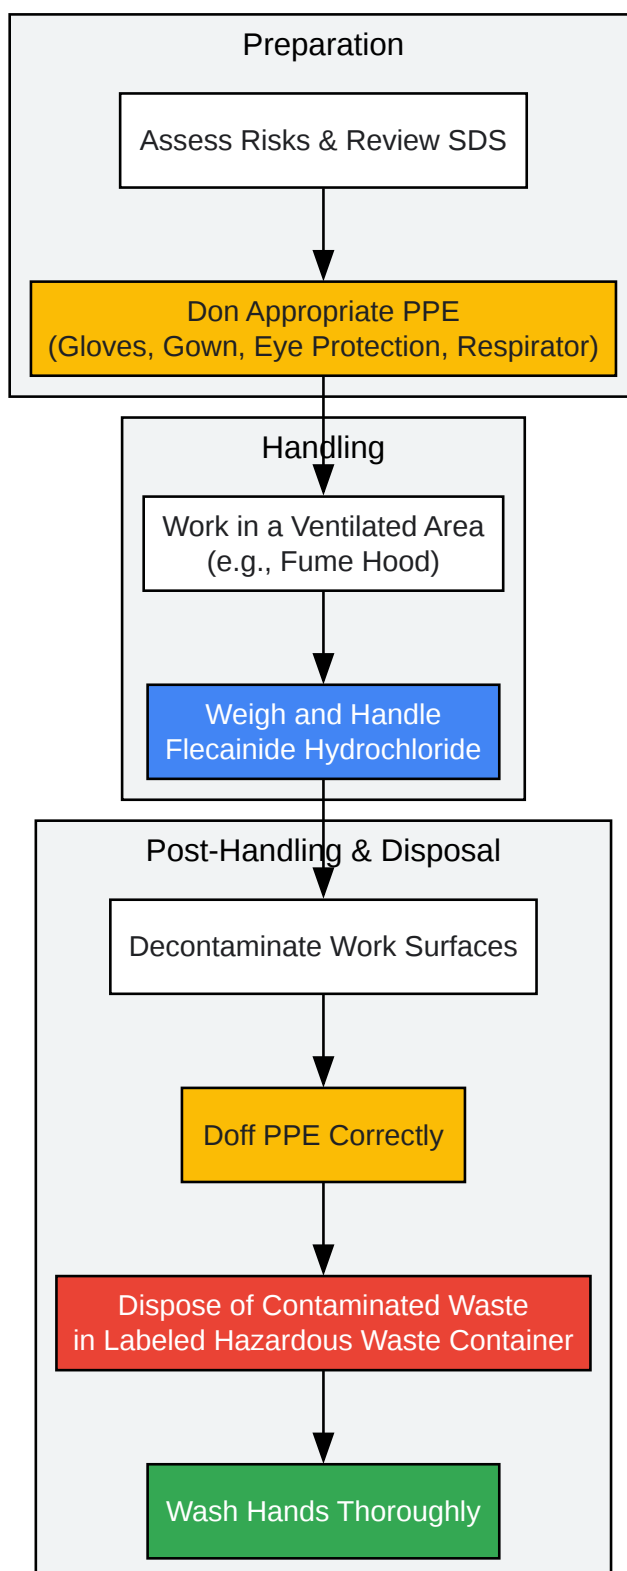 Preparation
Assess Risks & Review SDS
Don Appropriate PPE
(Gloves, Gown, Eye Protection, Respirator)
Handling
Work in a Ventilated Area
(e.g., Fume Hood)
Weigh and Handle
Flecainide Hydrochloride
Post-Handling & Disposal
Decontaminate Work Surfaces
Doff PPE Correctly
Dispose of Contaminated Waste
in Labeled Hazardous Waste Container
Wash Hands Thoroughly